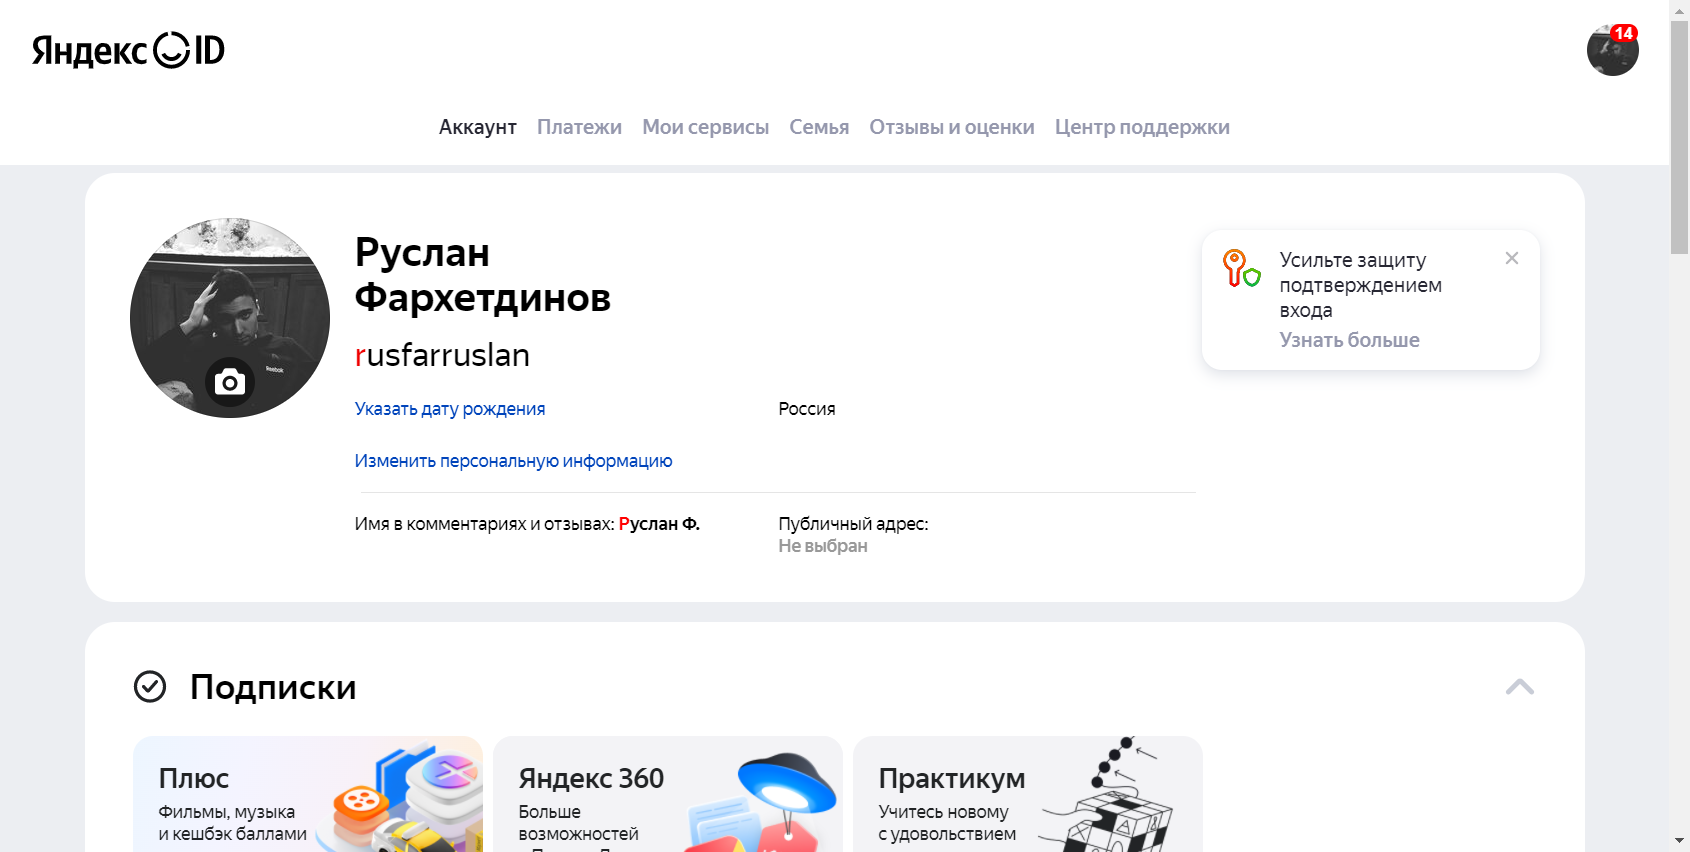 Яндекс ID
14
Аккаунт Платежи Мои сервисы Семья Отзывы и оценки Центр поддержки
Руслан
Фархетдинов
rusfarruslan
Указать дату рождения
Россия
Изменить персональную информацию
Имя в комментариях и отзывах: Руслан Ф.
Публичный адрес:
Не выбран
Усильте защиту
подтверждением
входа
Узнать больше
Reebok
Подписки
Плюс
Фильмы, музыка
и кешбэк баллами
Яндекс 360
Больше
возможностей
Практикум
Учитесь новому
с удовольствием